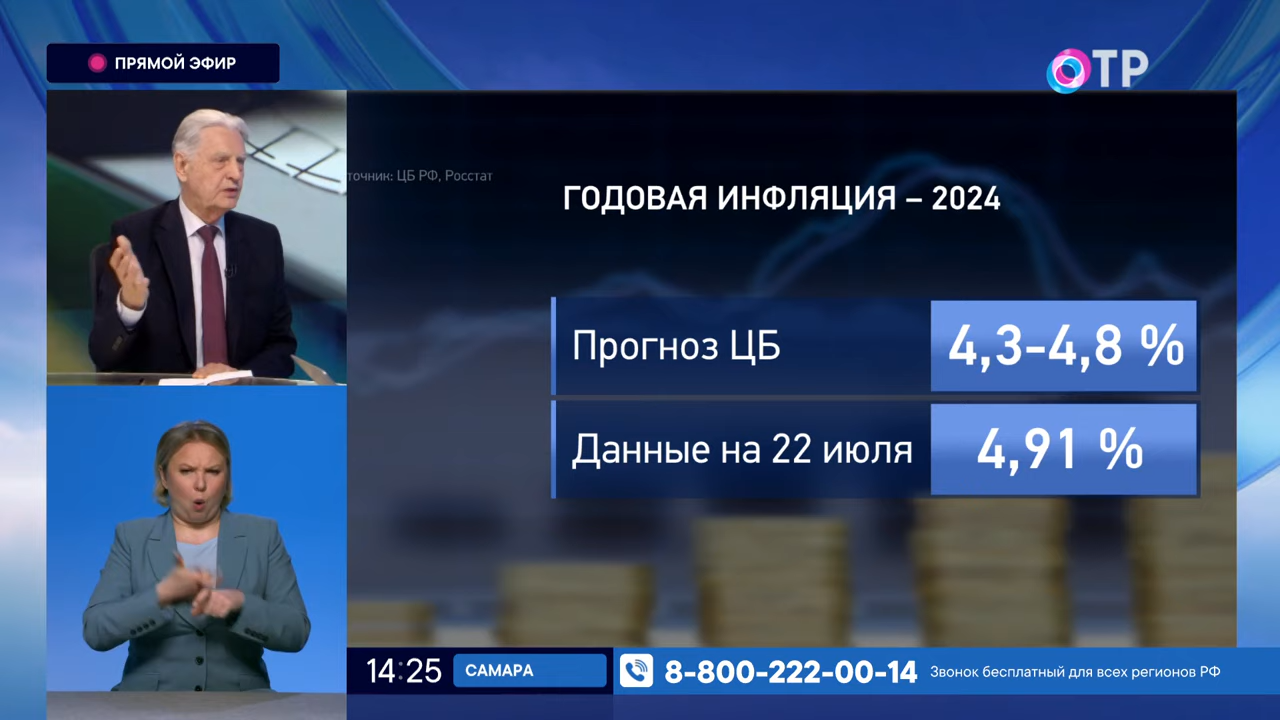 ПРЯМОЙ ЭФИР
ОТР
точник: ЦБ РФ, Росстат
ГОДОВАЯ ИНФЛЯЦИЯ – 2024
Прогноз ЦБ 4,3-4,8 %
Данные на 22 июля 4,91 %
14:25 САМАРА 8-800-222-00-14 Звонок бесплатный для всех регионов РФ